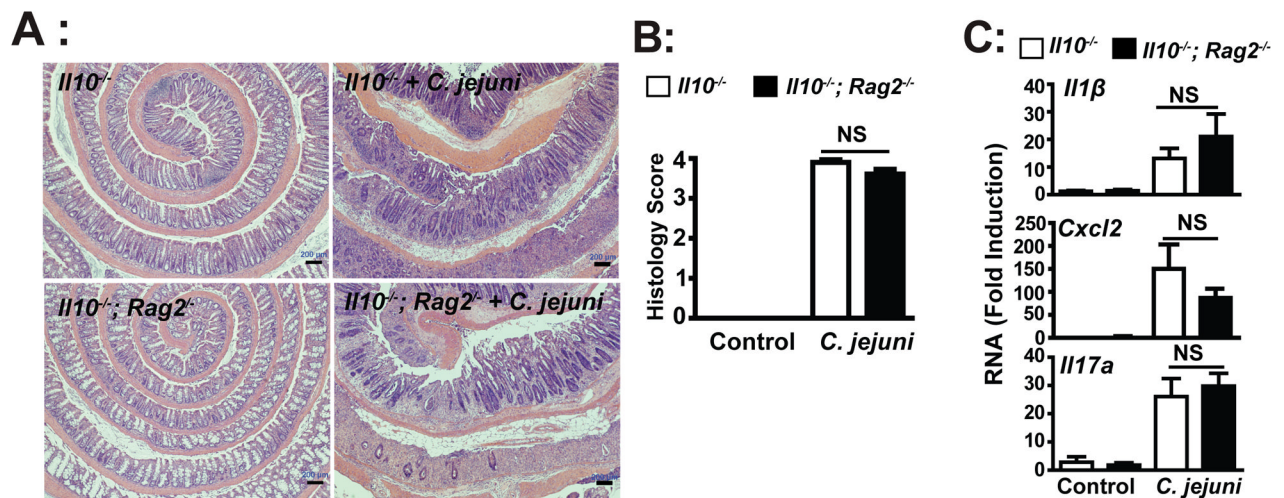 A :
Il10-/-
Il10-/- + C. jejuni
200 μm
200 μm
Il10-/-; Rag2-/-
Il10-/-; Rag2-/- + C. jejuni
200 μm
200 μm
B:
Il10-/-
Il10-/-; Rag2-/-
NS
4
3
2
1
0
Histology Score
Control
C. jejuni
C:
Il10-/-
Il10-/-; Rag2-/-
RNA (Fold Induction)
40
30
20
10
0
Il1β
NS
250
200
150
100
50
0
Cxcl2
NS
40
30
20
10
0
Il17a
NS
Control
C. jejuni